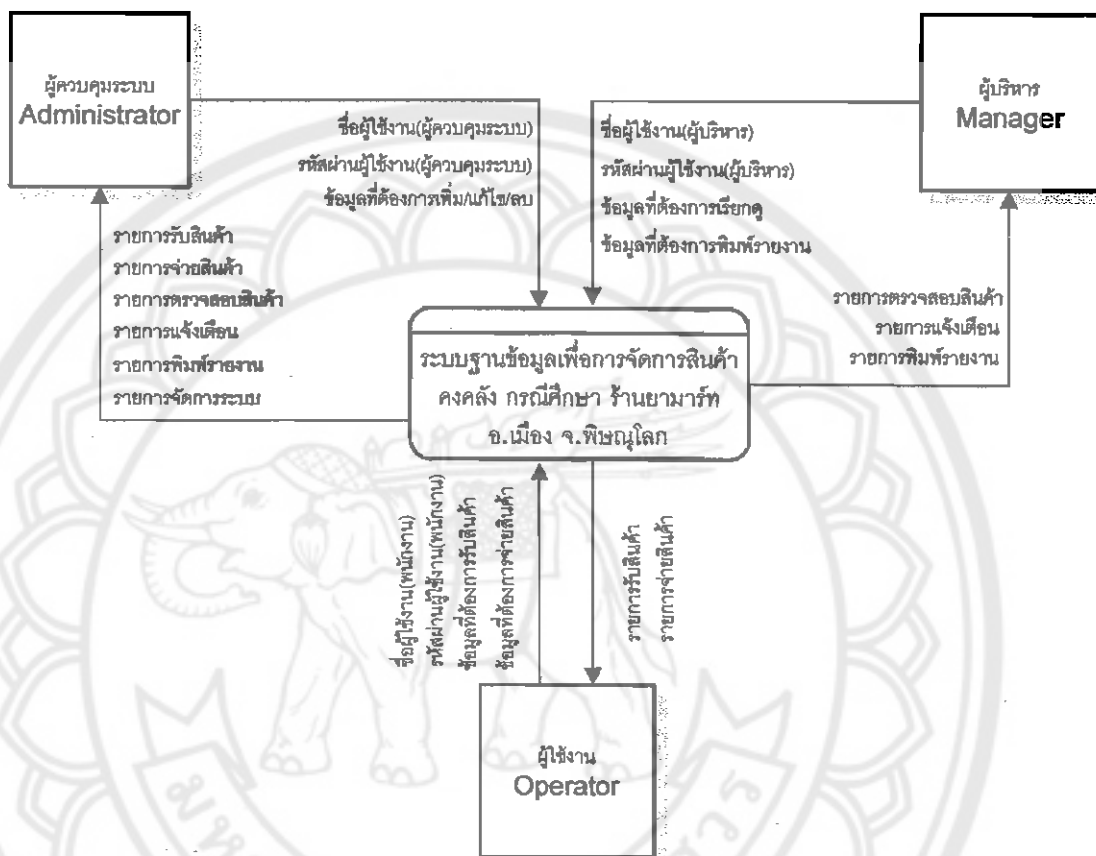 ผู้ควบคุมระบบ
Administrator
ผู้บริหาร
Manager
ชื่อผู้ใช้งาน(ผู้ควบคุมระบบ)
รหัสผ่านผู้ใช้งาน(ผู้ควบคุมระบบ)
ข้อมูลที่ต้องการเพิ่ม/แก้ไข/ลบ
ชื่อผู้ใช้งาน(ผู้บริหาร)
รหัสผ่านผู้ใช้งาน(ผู้บริหาร)
ข้อมูลที่ต้องการเรียกดู
ข้อมูลที่ต้องการพิมพ์รายงาน
รายการรับสินค้า
รายการจ่ายสินค้า
รายการตรวจสอบสินค้า
รายการแจ้งเตือน
รายการพิมพ์รายงาน
รายการจัดการระบบ
รายการตรวจสอบสินค้า
รายการแจ้งเตือน
รายการพิมพ์รายงาน
ระบบฐานข้อมูลเพื่อการจัดการสินค้า
คงคลัง กรณีศึกษา ร้านยามาร์ท
อ.เมือง จ.พิษณุโลก
ชื่อผู้ใช้งาน(พนักงาน)
รหัสผ่านผู้ใช้งาน(พนักงาน)
ข้อมูลที่ต้องการรับสินค้า
ข้อมูลที่ต้องการจ่ายสินค้า
รายการรับสินค้า
รายการจ่ายสินค้า
ผู้ใช้งาน
Operator